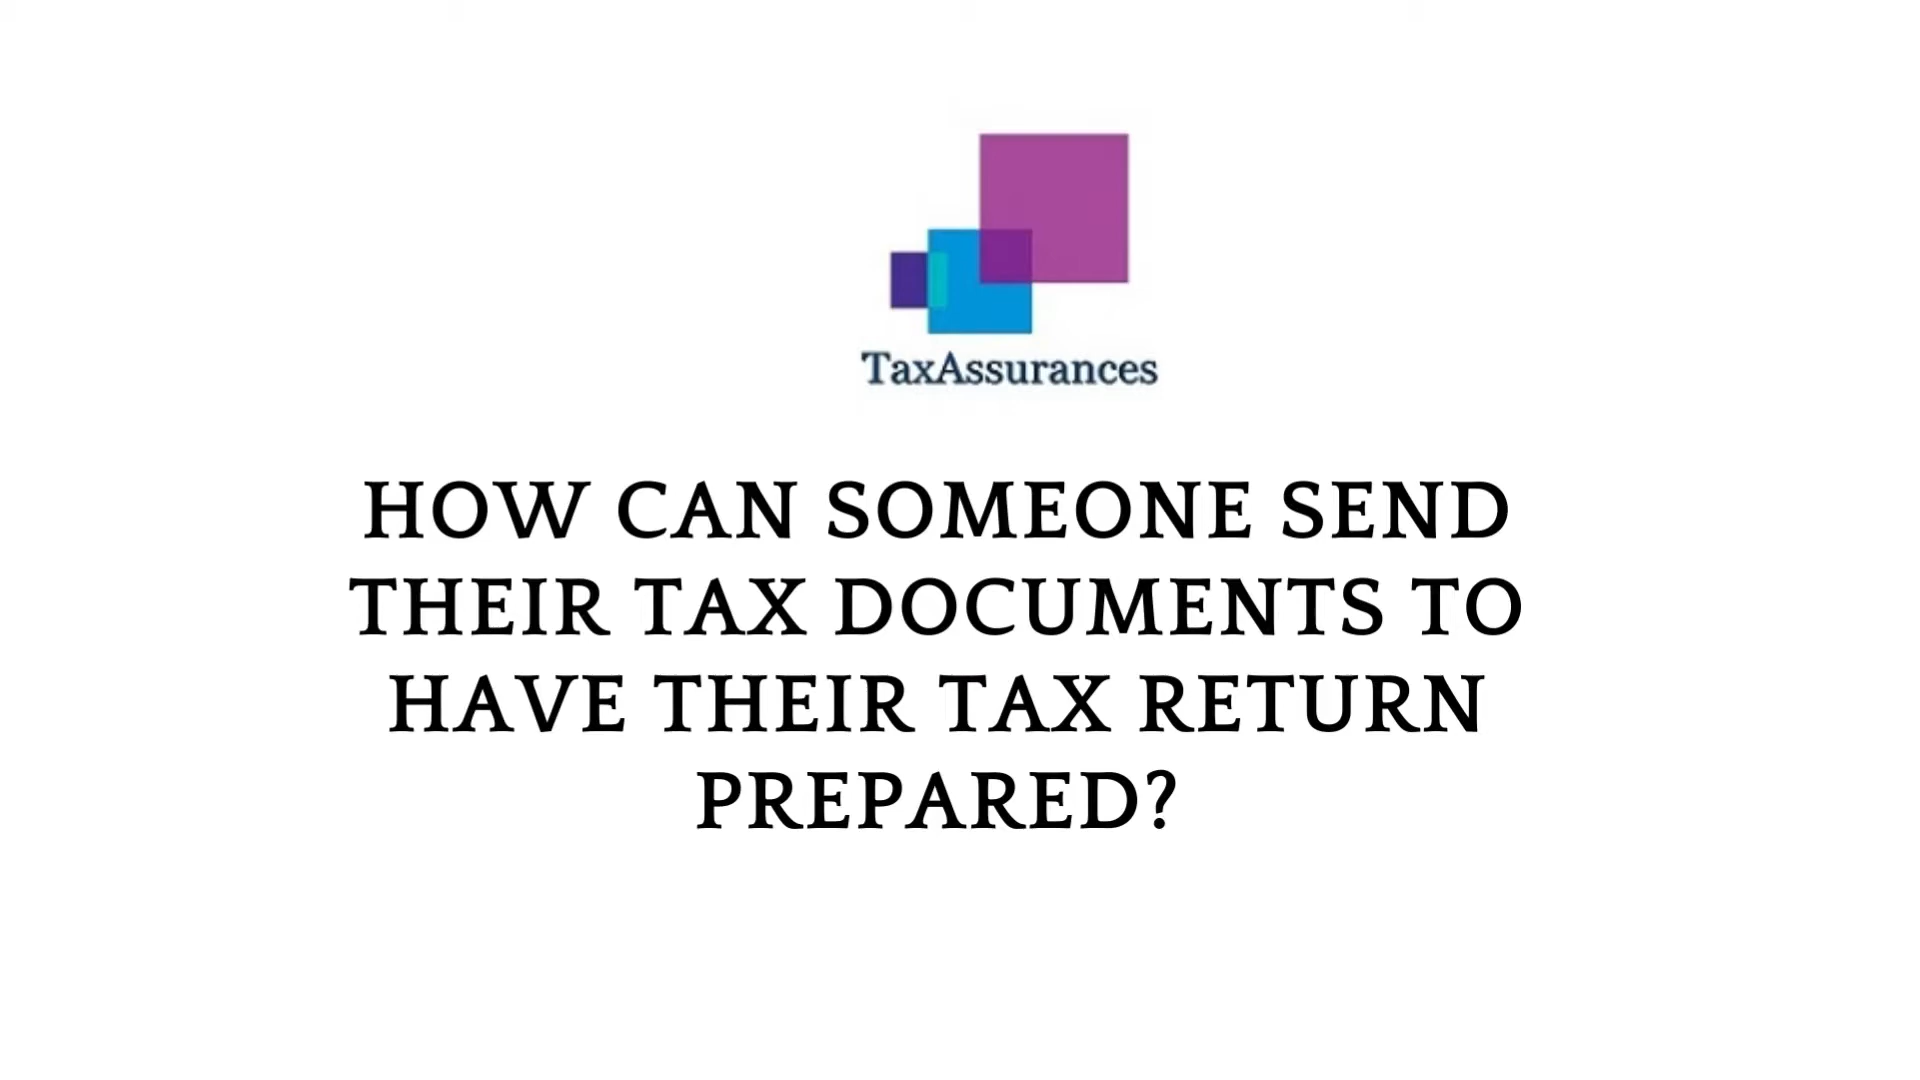 TaxAssurances
HOW CAN SOMEONE SEND
THEIR TAX DOCUMENTS TO
HAVE THEIR TAX RETURN
PREPARED?